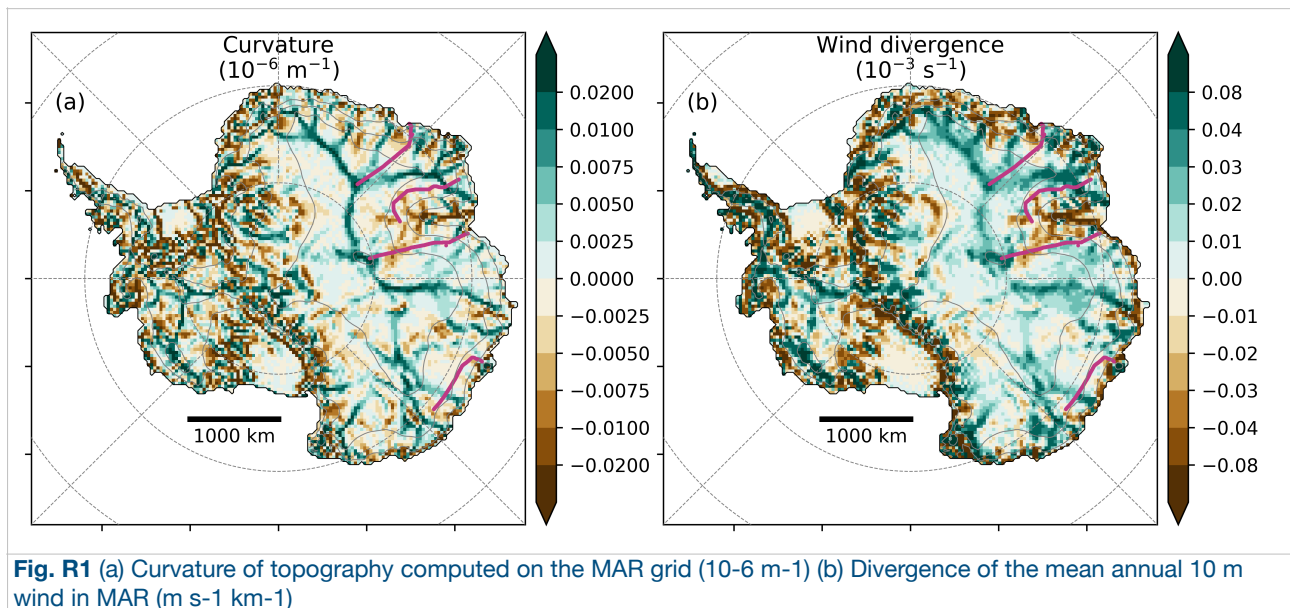 Curvature
(10⁻⁶ m⁻¹)
(a)
0.0200
0.0100
0.0075
0.0050
0.0025
0.0000
−0.0025
−0.0050
−0.0075
−0.0100
−0.0200
1000 km
Wind divergence
(10⁻³ s⁻¹)
(b)
0.08
0.04
0.03
0.02
0.01
0.00
−0.01
−0.02
−0.03
−0.04
−0.08
1000 km
Fig. R1 (a) Curvature of topography computed on the MAR grid (10-6 m-1) (b) Divergence of the mean annual 10 m
wind in MAR (m s-1 km-1)